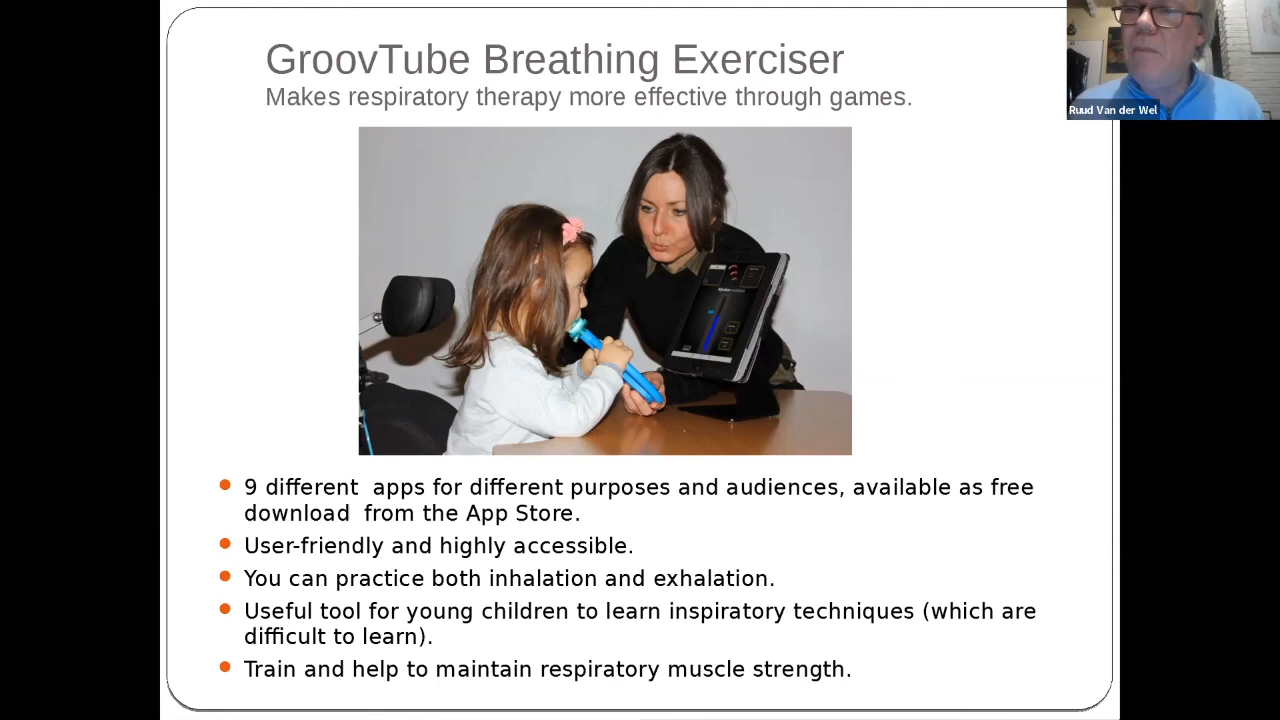 GroovTube Breathing Exerciser
Makes respiratory therapy more effective through games.
Ruud Van der Wel
9 different apps for different purposes and audiences, available as free
download from the App Store.
User-friendly and highly accessible.
You can practice both inhalation and exhalation.
Useful tool for young children to learn inspiratory techniques (which are
difficult to learn).
Train and help to maintain respiratory muscle strength.